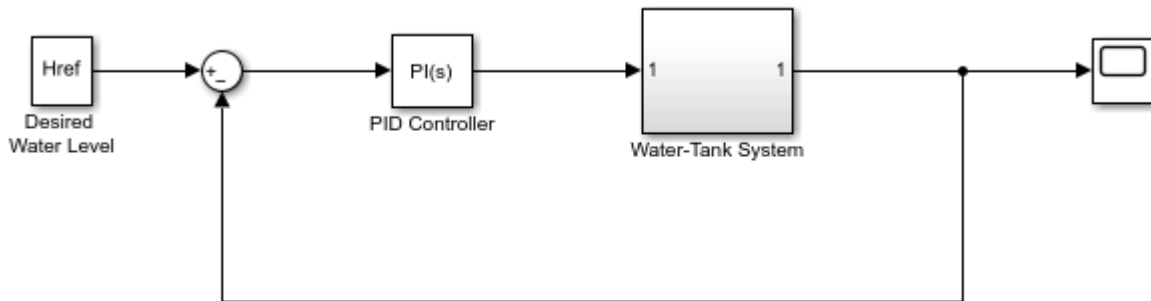 Href
Desired
Water Level
+
−
PI(s)
PID Controller
1
1
Water-Tank System